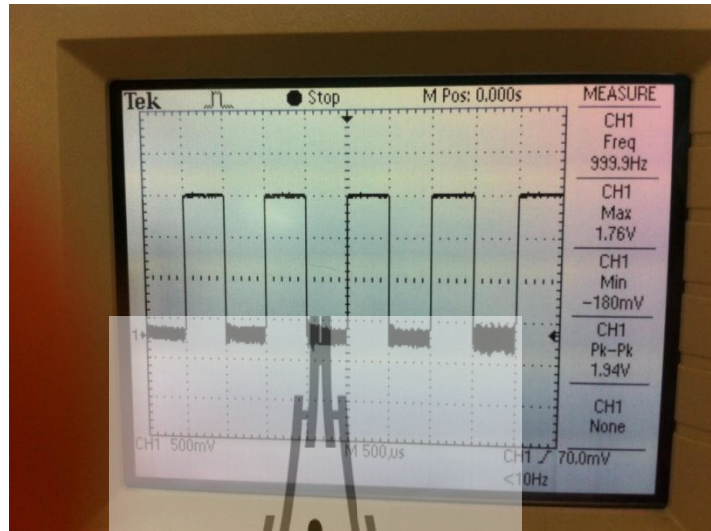 Tek Stop M Pos: 0.000s MEASURE
CH1
Freq
999.9Hz
CH1
Max
1.76V
CH1
Min
-180mV
1
CH1
Pk-Pk
1.94V
CH1
None
CH1 500mV M 500µs CH1 70.0mV
<10Hz